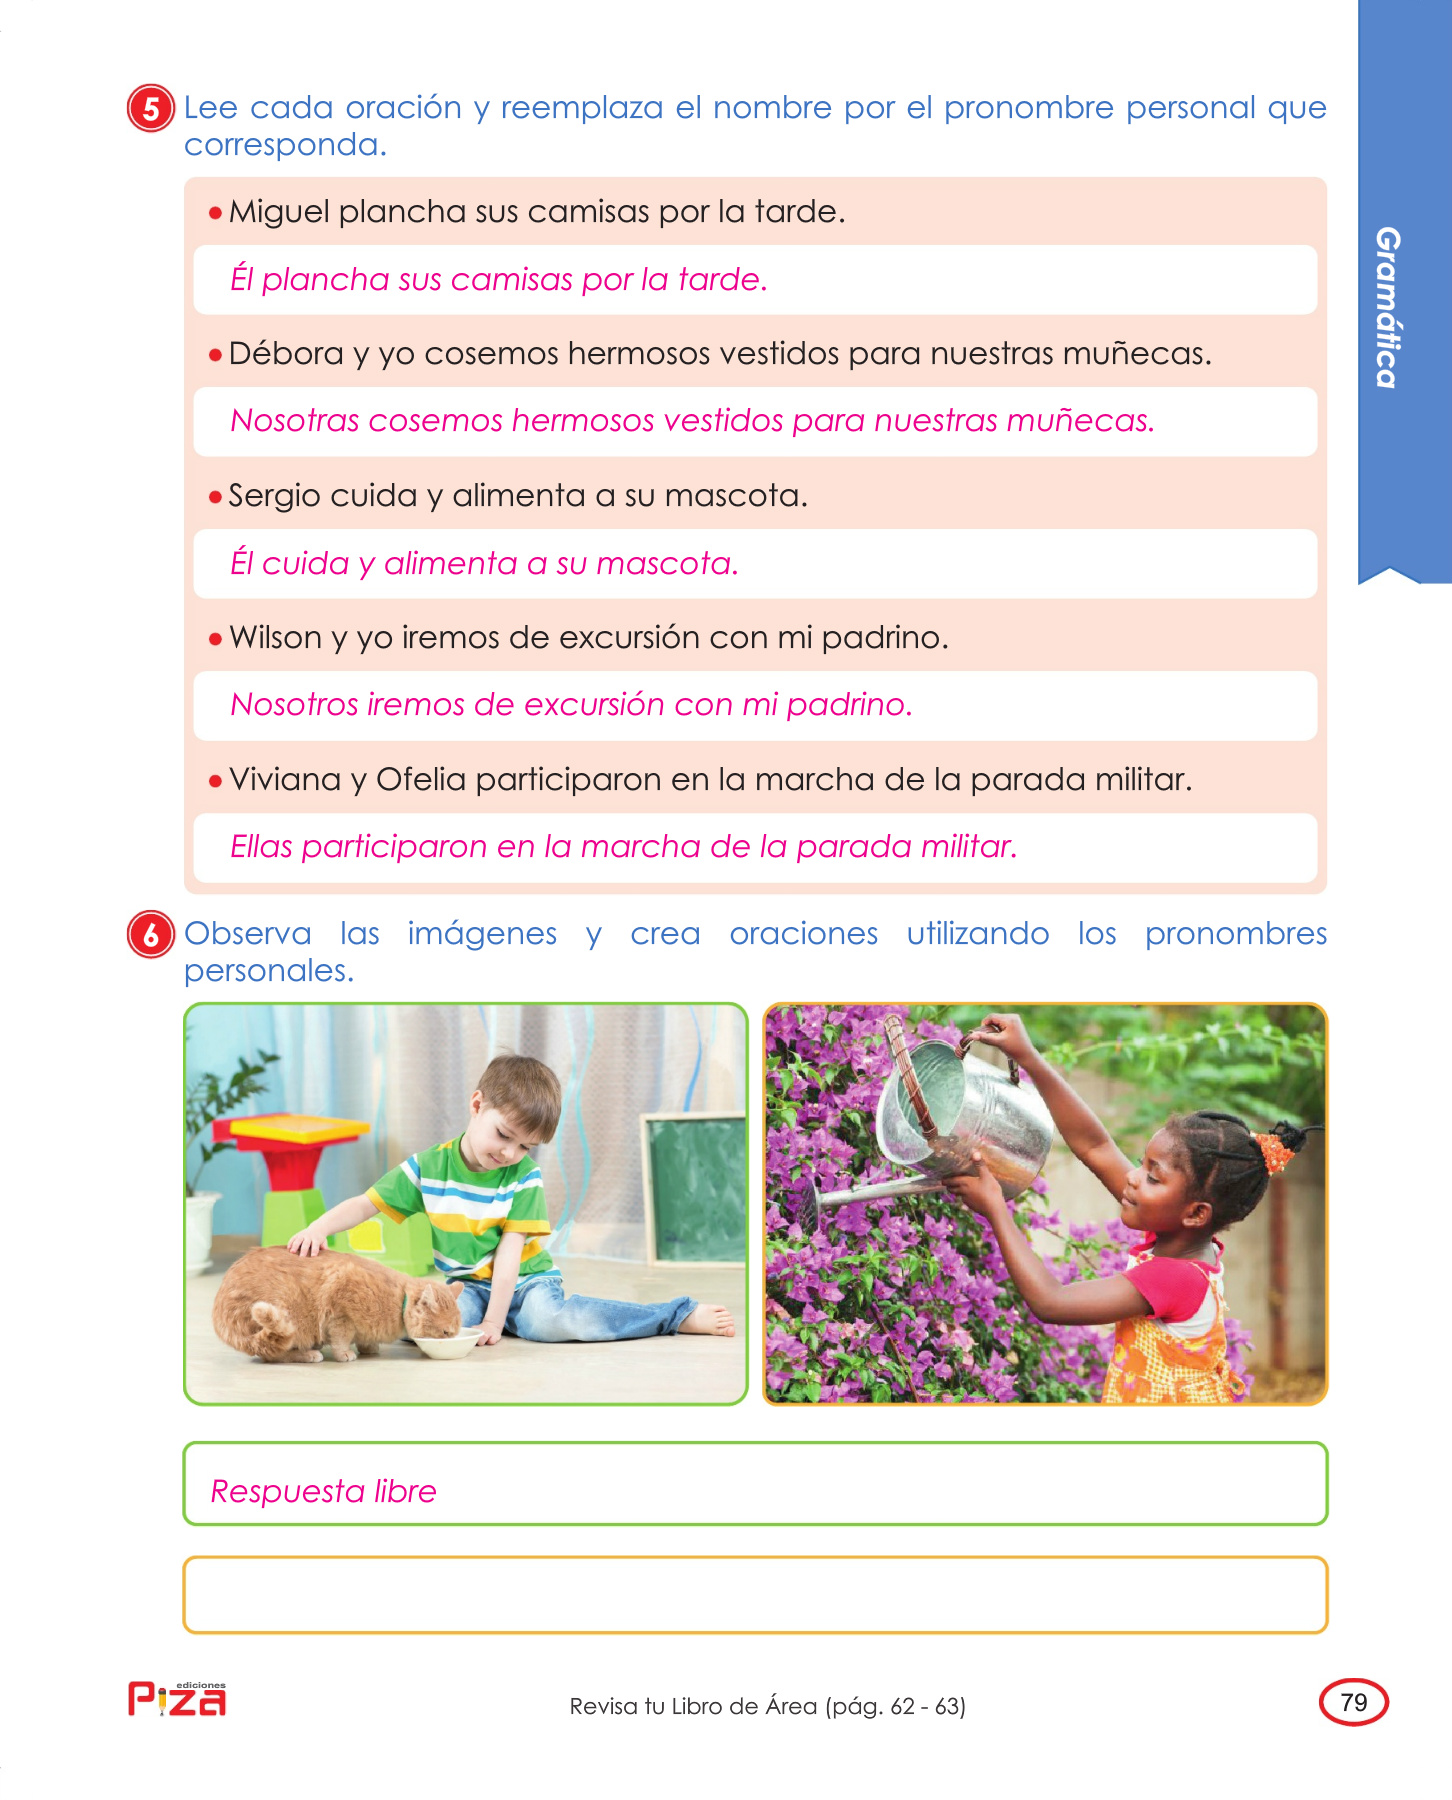 5 Lee cada oración y reemplaza el nombre por el pronombre personal que
corresponda.
• Miguel plancha sus camisas por la tarde.
Él plancha sus camisas por la tarde.
• Débora y yo cosemos hermosos vestidos para nuestras muñecas.
Nosotras cosemos hermosos vestidos para nuestras muñecas.
• Sergio cuida y alimenta a su mascota.
Él cuida y alimenta a su mascota.
• Wilson y yo iremos de excursión con mi padrino.
Nosotros iremos de excursión con mi padrino.
• Viviana y Ofelia participaron en la marcha de la parada militar.
Ellas participaron en la marcha de la parada militar.
Gramática
6 Observa las imágenes y crea oraciones utilizando los pronombres
personales.
Respuesta libre
ediciones
Piza
Revisa tu Libro de Área (pág. 62 - 63)
79